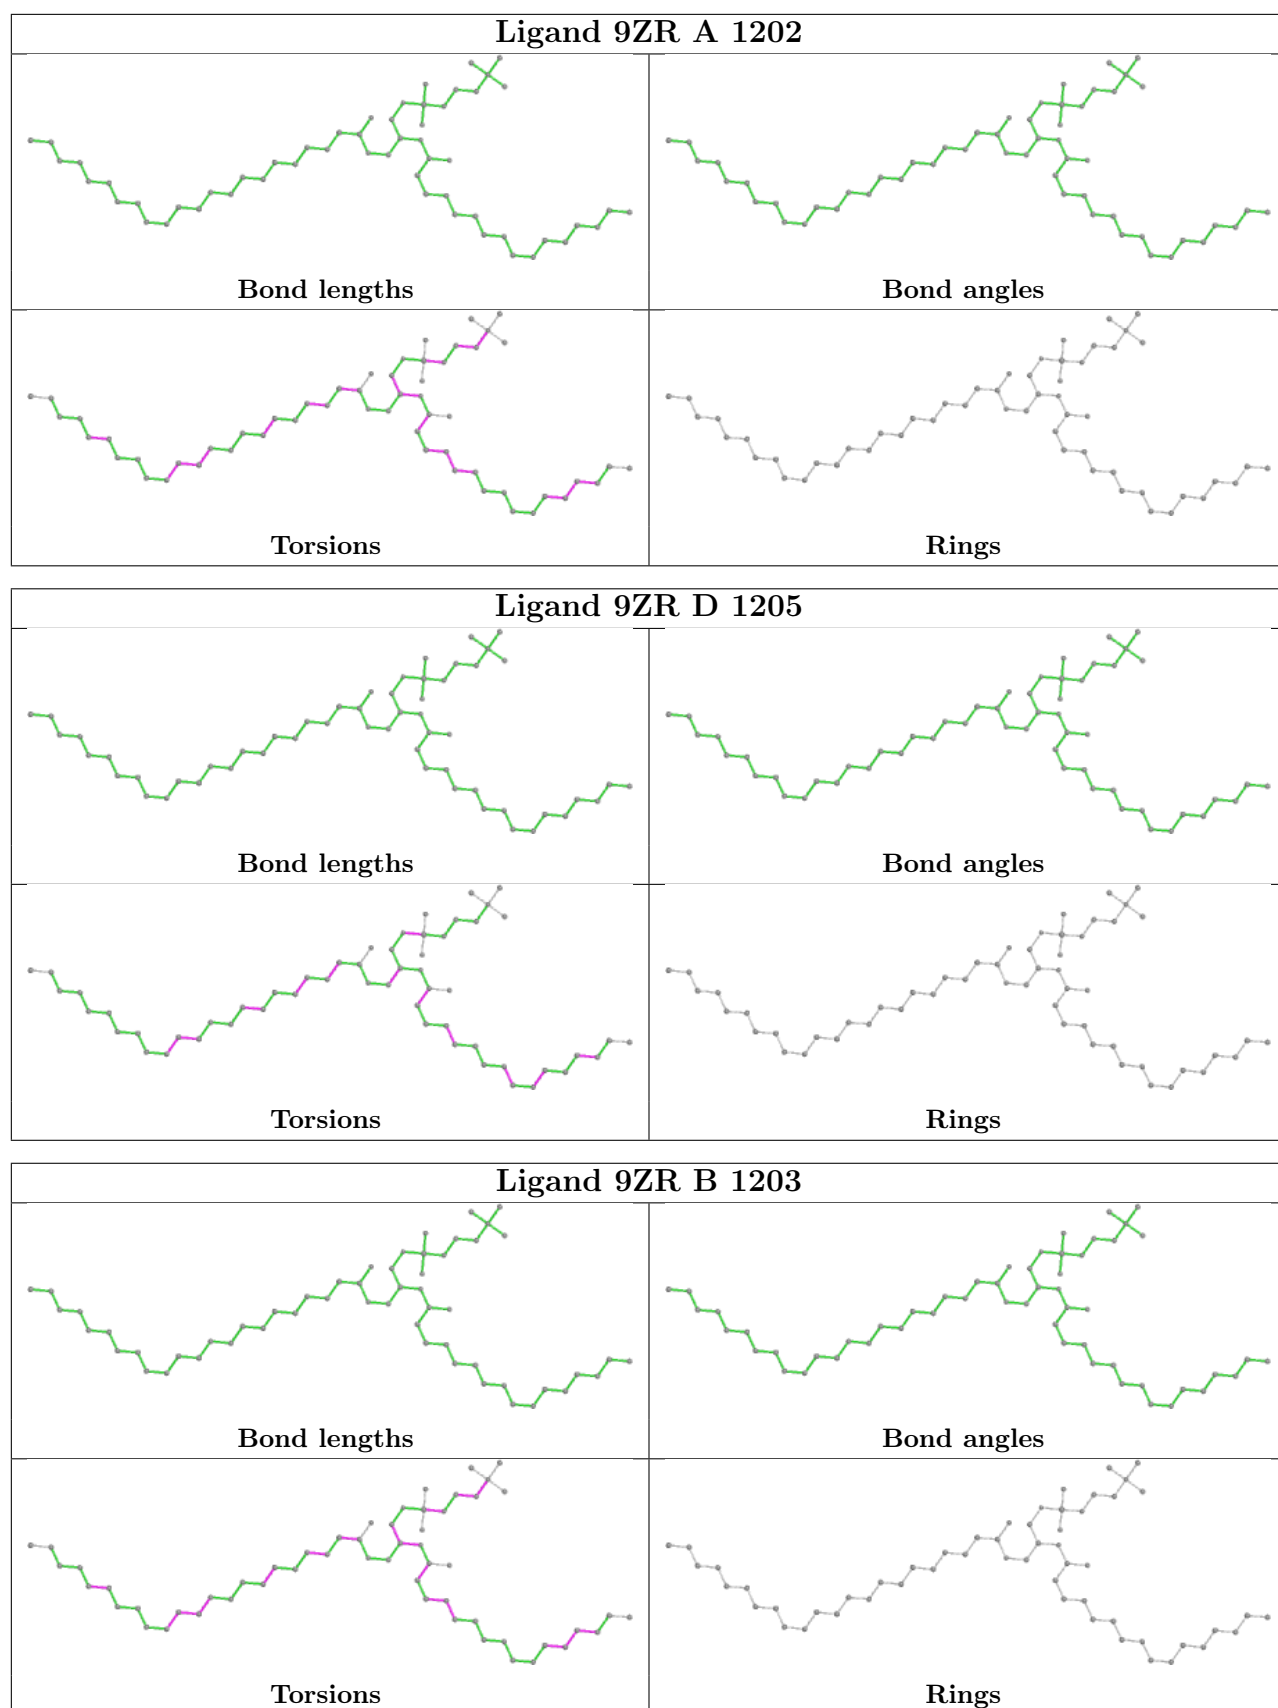 Ligand 9ZR A 1202
Bond lengths
Bond angles
Torsions
Rings
Ligand 9ZR D 1205
Bond lengths
Bond angles
Torsions
Rings
Ligand 9ZR B 1203
Bond lengths
Bond angles
Torsions
Rings